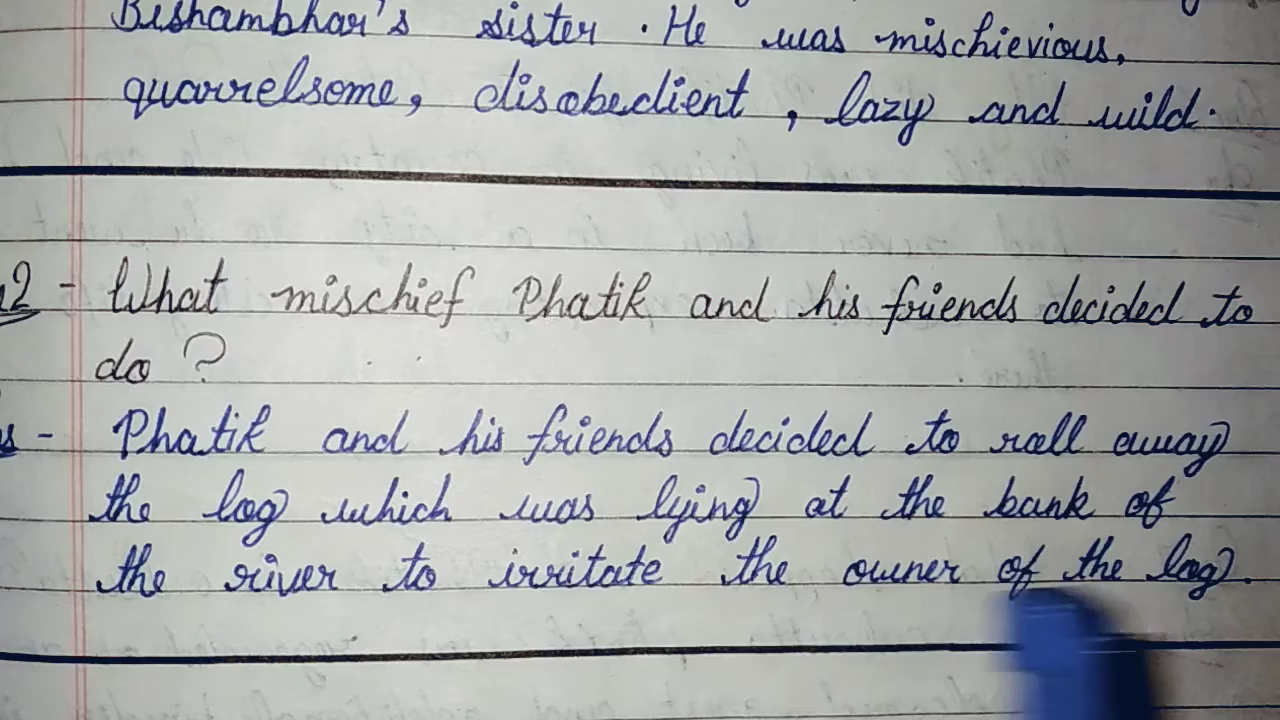 Bishambhar's sister. He was mischievious,
quarrelsome, disobedient, lazy and wild.
2 - What mischief Phatik and his friends decided to
do ?
s - Phatik and his friends decided to roll away
the log which was lying at the bank of
the river to irritate the owner of the log.